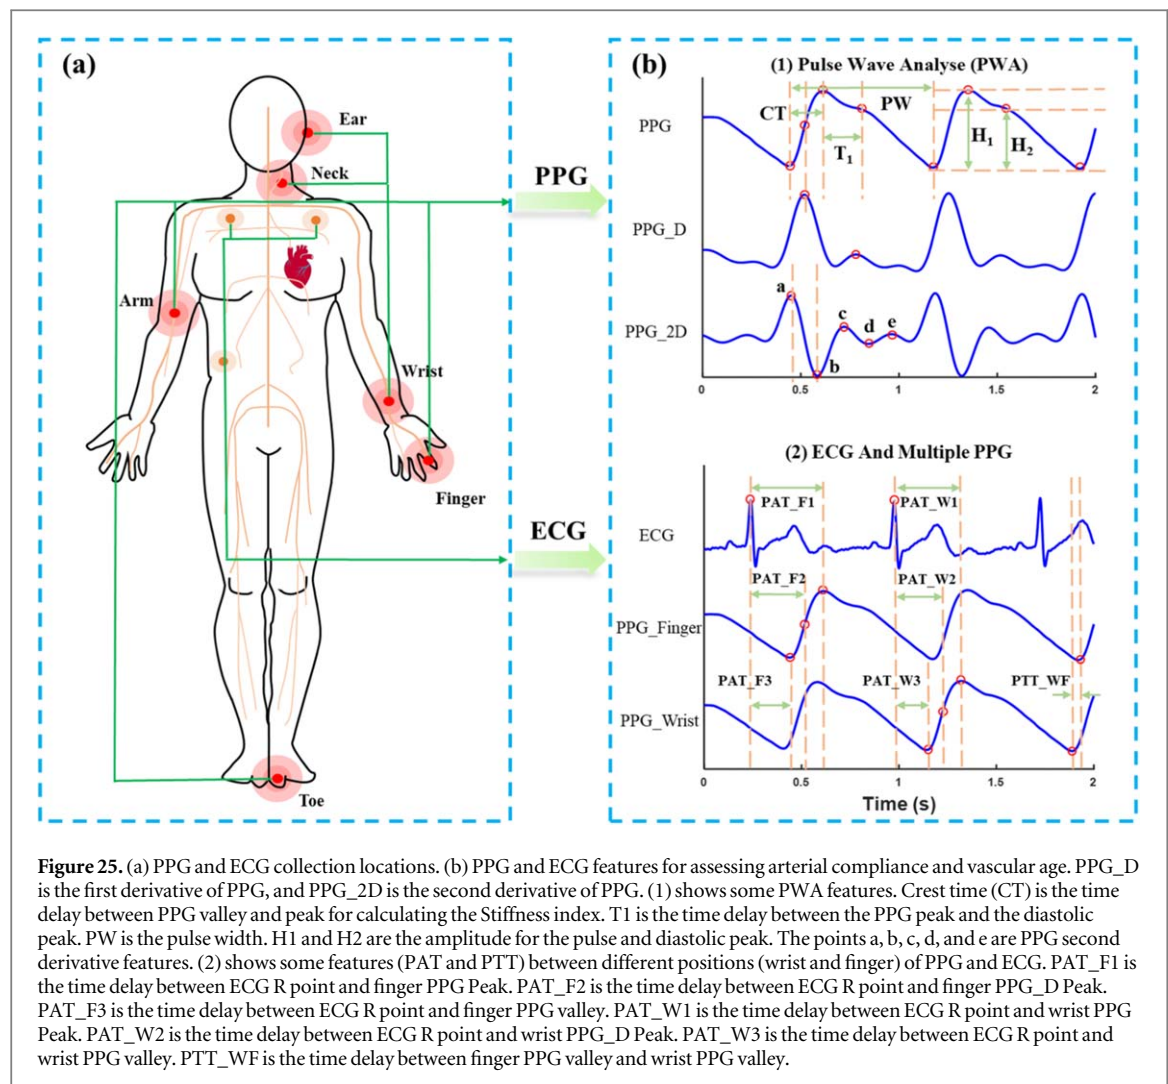 (a)
Ear
Neck
Arm
Wrist
Finger
Toe
PPG
ECG
(b)
(1) Pulse Wave Analyse (PWA)
PPG
CT
PW
T1
H1
H2
PPG_D
PPG_2D
a
b
c
d
e
0 0.5 1 1.5 2
(2) ECG And Multiple PPG
ECG
PAT_F1
PAT_W1
PAT_F2
PAT_W2
PPG_Finger
PAT_F3
PAT_W3
PTT_WF
PPG_Wrist
0 0.5 1 1.5 2
Time (s)
Figure 25. (a) PPG and ECG collection locations. (b) PPG and ECG features for assessing arterial compliance and vascular age. PPG_D
is the first derivative of PPG, and PPG_2D is the second derivative of PPG. (1) shows some PWA features. Crest time (CT) is the time
delay between PPG valley and peak for calculating the Stiffness index. T1 is the time delay between the PPG peak and the diastolic
peak. PW is the pulse width. H1 and H2 are the amplitude for the pulse and diastolic peak. The points a, b, c, d, and e are PPG second
derivative features. (2) shows some features (PAT and PTT) between different positions (wrist and finger) of PPG and ECG. PAT_F1 is
the time delay between ECG R point and finger PPG Peak. PAT_F2 is the time delay between ECG R point and finger PPG_D Peak.
PAT_F3 is the time delay between ECG R point and finger PPG valley. PAT_W1 is the time delay between ECG R point and wrist PPG
Peak. PAT_W2 is the time delay between ECG R point and wrist PPG_D Peak. PAT_W3 is the time delay between ECG R point and
wrist PPG valley. PTT_WF is the time delay between finger PPG valley and wrist PPG valley.